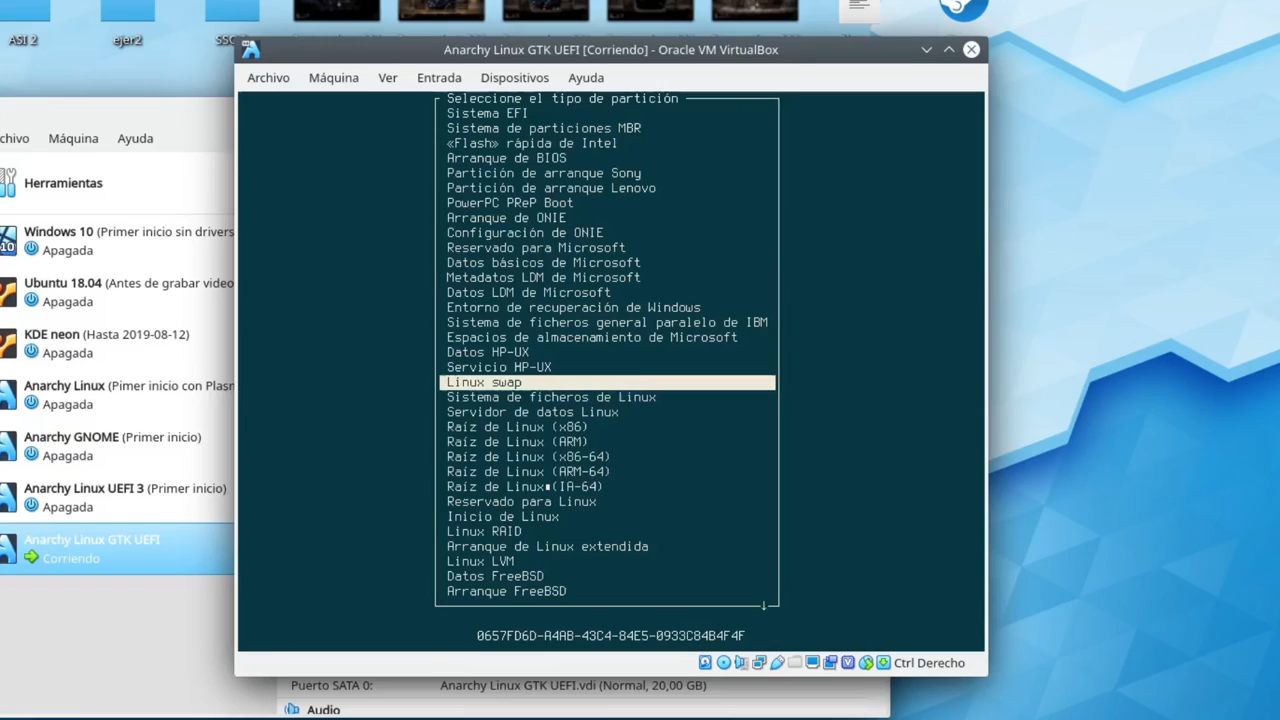 ASI 2
ejer2
Anarchy Linux GTK UEFI [Corriendo] - Oracle VM VirtualBox
Archivo Máquina Ver Entrada Dispositivos Ayuda
Seleccione el tipo de partición
Sistema EFI
Sistema de particiones MBR
«Flash» rápida de Intel
Arranque de BIOS
Partición de arranque Sony
Partición de arranque Lenovo
PowerPC PReP Boot
Arranque de ONIE
Configuración de ONIE
Reservado para Microsoft
Datos básicos de Microsoft
Metadatos LDM de Microsoft
Datos LDM de Microsoft
Entorno de recuperación de Windows
Sistema de ficheros general paralelo de IBM
Espacios de almacenamiento de Microsoft
Datos HP-UX
Servicio HP-UX
Linux swap
Sistema de ficheros de Linux
Servidor de datos Linux
Raíz de Linux (x86)
Raíz de Linux (ARM)
Raíz de Linux (x86-64)
Raíz de Linux (ARM-64)
Raíz de Linux (IA-64)
Reservado para Linux
Inicio de Linux
Linux RAID
Arranque de Linux extendida
Linux LVM
Datos FreeBSD
Arranque FreeBSD
0657FD6D-A4AB-43C4-84E5-0933C84B4F4F
Ctrl Derecho
chivo Máquina Ayuda
Herramientas
Windows 10 (Primer inicio sin drivers
Apagada
Ubuntu 18.04 (Antes de grabar video
Apagada
KDE neon (Hasta 2019-08-12)
Apagada
Anarchy Linux (Pimer inicio con Plasm
Apagada
Anarchy GNOME (Primer inicio)
Apagada
Anarchy Linux UEFI 3 (Primer inicio)
Apagada
Anarchy Linux GTK UEFI
Corriendo
Puerto SATA 0: Anarchy Linux GTK UEFI.vdi (Normal, 20,00 GB)
Audio